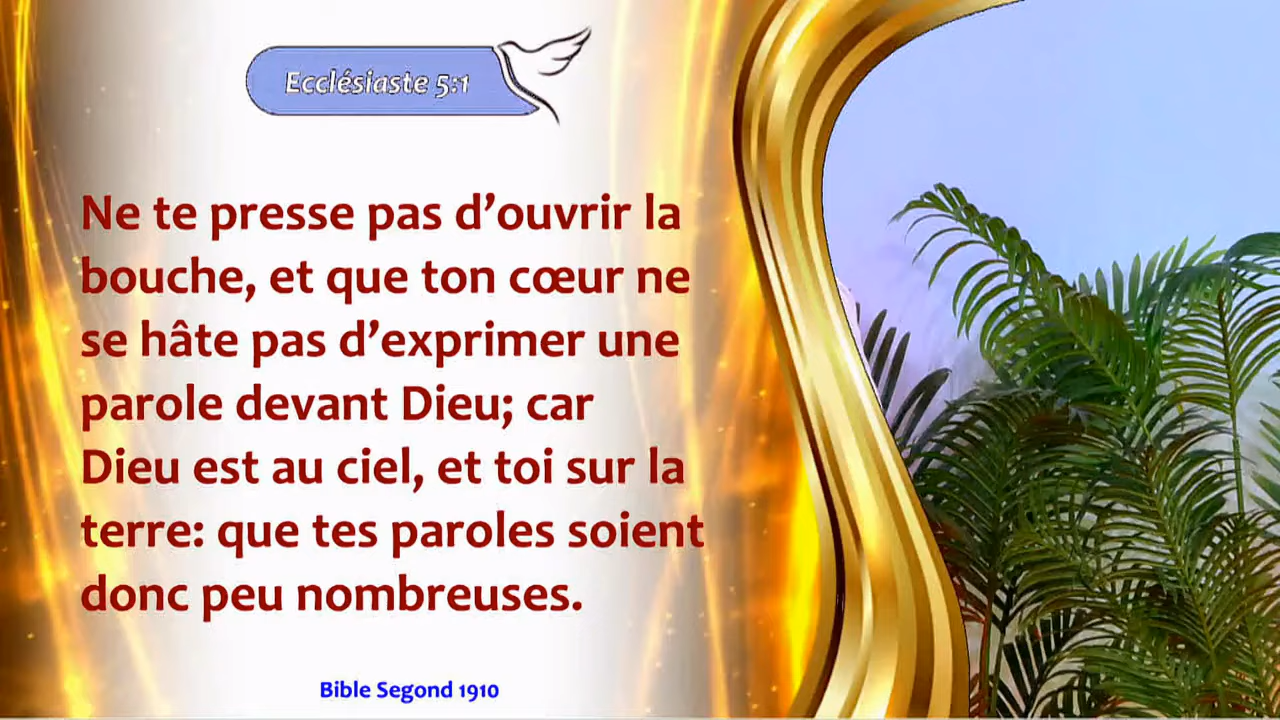 Ecclésiaste 5:1
Ne te presse pas d’ouvrir la
bouche, et que ton cœur ne
se hâte pas d’exprimer une
parole devant Dieu; car
Dieu est au ciel, et toi sur la
terre: que tes paroles soient
donc peu nombreuses.
Bible Segond 1910